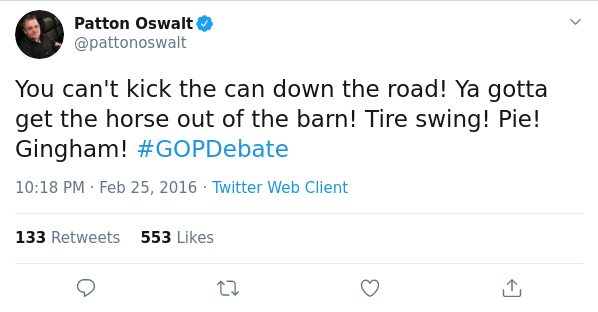 Patton Oswalt
@pattonoswalt
You can't kick the can down the road! Ya gotta
get the horse out of the barn! Tire swing! Pie!
Gingham! #GOPDebate
10:18 PM · Feb 25, 2016 · Twitter Web Client
133 Retweets 553 Likes